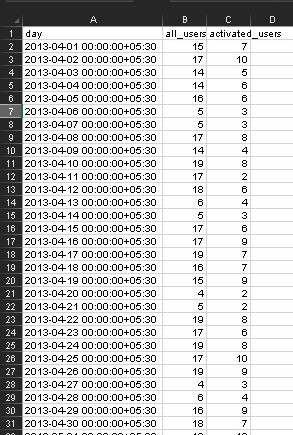 A B C D
1 day all_users activated_users
2 2013-04-01 00:00:00+05:30 15 7
3 2013-04-02 00:00:00+05:30 17 10
4 2013-04-03 00:00:00+05:30 14 5
5 2013-04-04 00:00:00+05:30 14 6
6 2013-04-05 00:00:00+05:30 16 6
7 2013-04-06 00:00:00+05:30 5 3
8 2013-04-07 00:00:00+05:30 5 3
9 2013-04-08 00:00:00+05:30 17 8
10 2013-04-09 00:00:00+05:30 14 4
11 2013-04-10 00:00:00+05:30 19 8
12 2013-04-11 00:00:00+05:30 17 2
13 2013-04-12 00:00:00+05:30 18 6
14 2013-04-13 00:00:00+05:30 6 4
15 2013-04-14 00:00:00+05:30 5 3
16 2013-04-15 00:00:00+05:30 17 6
17 2013-04-16 00:00:00+05:30 17 9
18 2013-04-17 00:00:00+05:30 19 7
19 2013-04-18 00:00:00+05:30 16 7
20 2013-04-19 00:00:00+05:30 15 9
21 2013-04-20 00:00:00+05:30 4 2
22 2013-04-21 00:00:00+05:30 5 2
23 2013-04-22 00:00:00+05:30 19 8
24 2013-04-23 00:00:00+05:30 17 6
25 2013-04-24 00:00:00+05:30 19 8
26 2013-04-25 00:00:00+05:30 17 10
27 2013-04-26 00:00:00+05:30 19 9
28 2013-04-27 00:00:00+05:30 4 3
29 2013-04-28 00:00:00+05:30 6 4
30 2013-04-29 00:00:00+05:30 16 9
31 2013-04-30 00:00:00+05:30 18 7